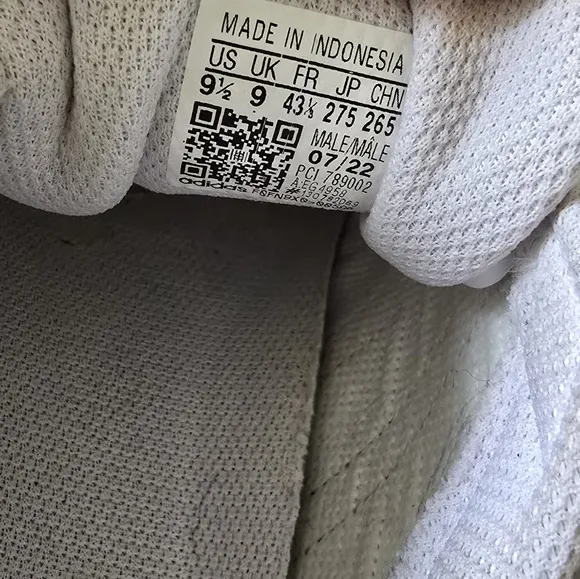 MADE IN INDONESIA
US UK FR JP CHN
9½ 9 43⅓ 275 265
MALE/MÂLE
07/22
PCI 789002
A.EG4958
adidas